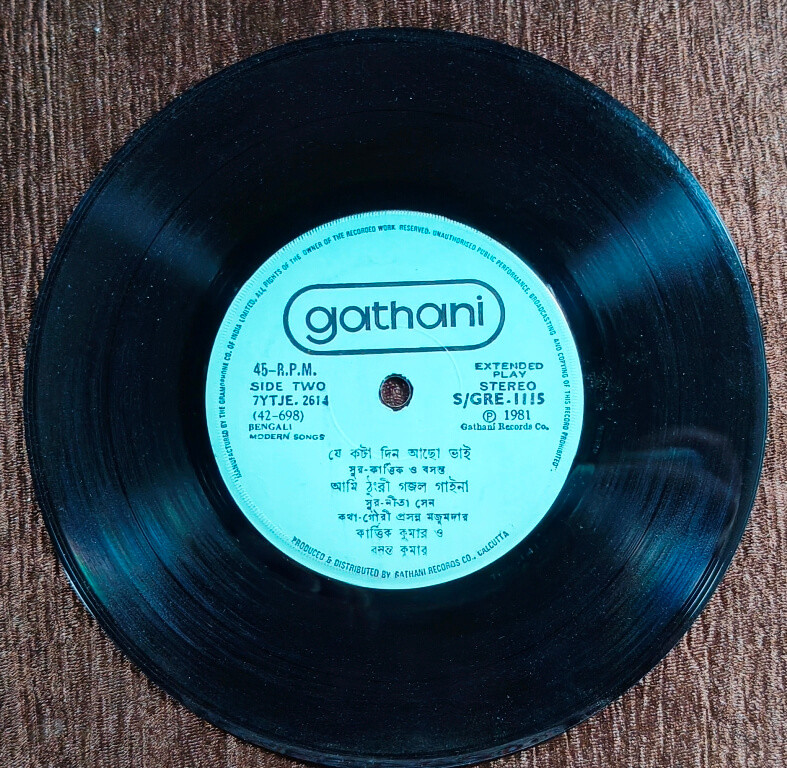 MANUFACTURED BY THE GRAMOPHONE CO. OF INDIA LIMITED. ALL RIGHTS OF THE OWNER OF THE RECORDED WORK RESERVED. UNAUTHORISED PUBLIC PERFORMANCE, BROADCASTING AND COPYING OF THIS RECORD PROHIBITED.
gathani
45-R.P.M.
SIDE TWO
7YTJE. 2614
(42-698)
BENGALI
MODERN SONGS
EXTENDED
PLAY
STEREO
S/GRE-1115
Ⓟ 1981
Gathani Records Co.
যে কটা দিন আছো ভাই
সুর-কার্ত্তিক ও বসন্ত
আমি ঠুংরী গজল গাইনা
সুর-নীতা সেন
কথা-গৌরী প্রসন্ন মজুমদার
কার্ত্তিক কুমার ও
বসন্ত কুমার
PRODUCED & DISTRIBUTED BY GATHANI RECORDS CO., CALCUTTA